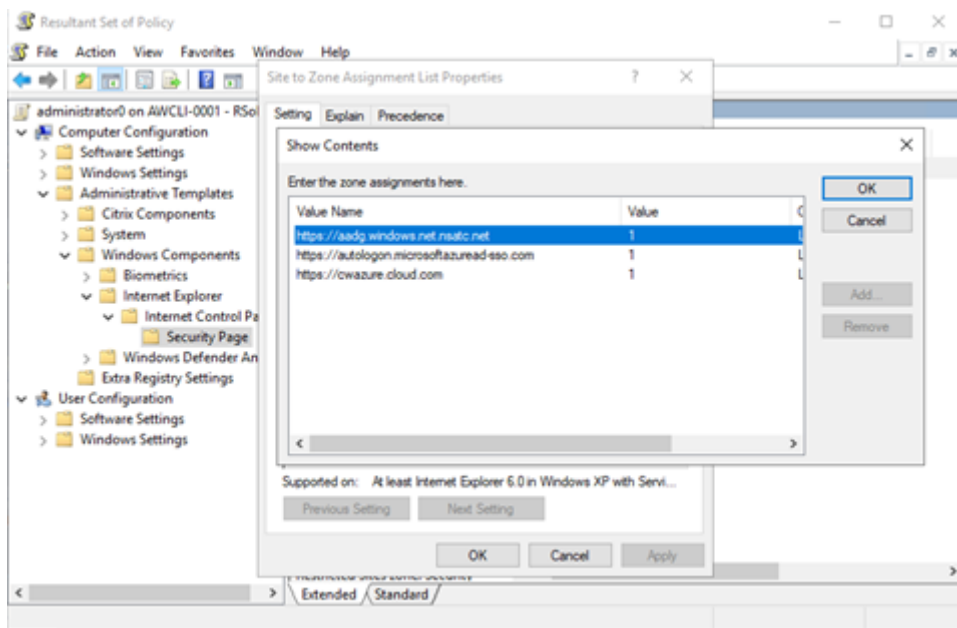 Resultant Set of Policy
File Action View Favorites Window Help
administrator0 on AWCLI-0001 - RSo
Computer Configuration
Software Settings
Windows Settings
Administrative Templates
Citrix Components
System
Windows Components
Biometrics
Internet Explorer
Internet Control Pa
Security Page
Windows Defender An
Extra Registry Settings
User Configuration
Software Settings
Windows Settings
Site to Zone Assignment List Properties
Setting Explain Precedence
Show Contents
Enter the zone assignments here.
Value Name Value
https://aadg.windows.net.nsatc.net 1
https://autologon.microsoftazuread-sso.com 1
https://cwazure.cloud.com 1
OK
Cancel
Add...
Remove
Supported on: At least Internet Explorer 6.0 in Windows XP with Servi...
Previous Setting Next Setting
OK Cancel Apply
Extended Standard